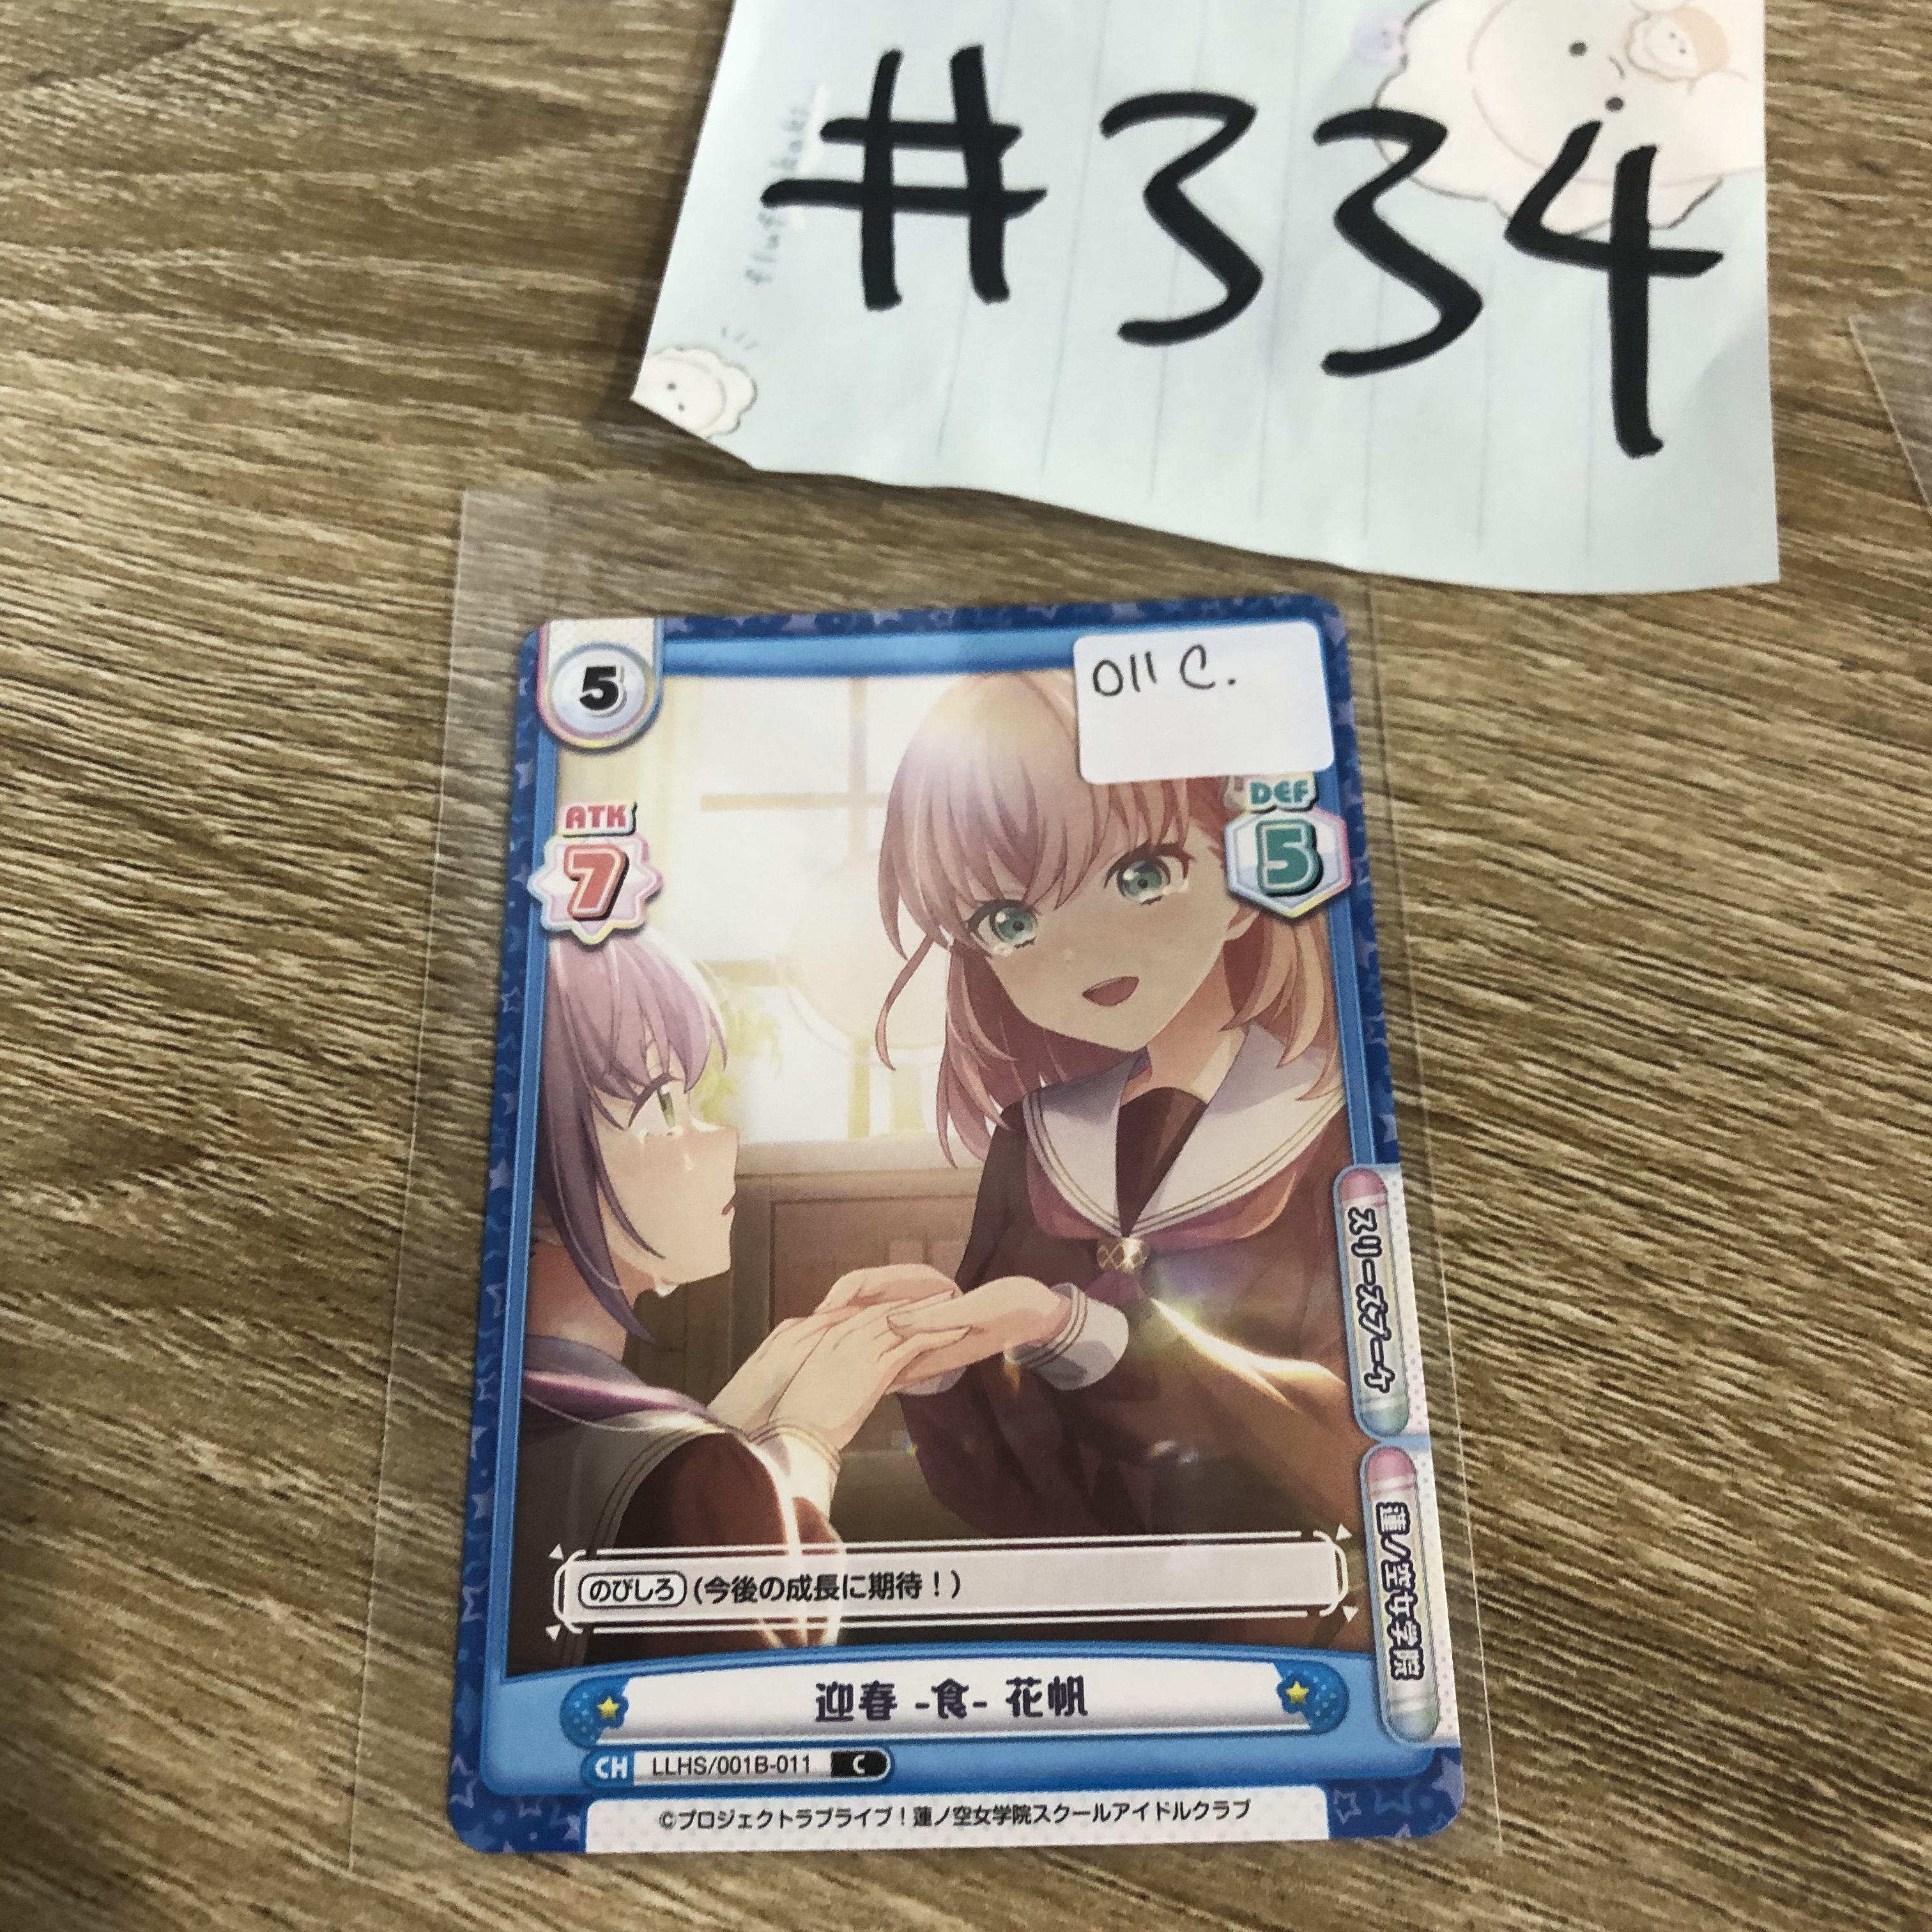 #334
011 C.
5
ATK
7
DEF
5
スリーズブーケ
蓮ノ空女学院
のびしろ (今後の成長に期待！)
迎春 -食- 花帆
CH LLHS/001B-011 C
©プロジェクトラブライブ！蓮ノ空女学院スクールアイドルクラブ